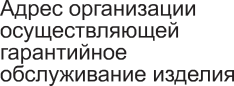 Адрес организации
осуществляющей
гарантийное
обслуживание изделия